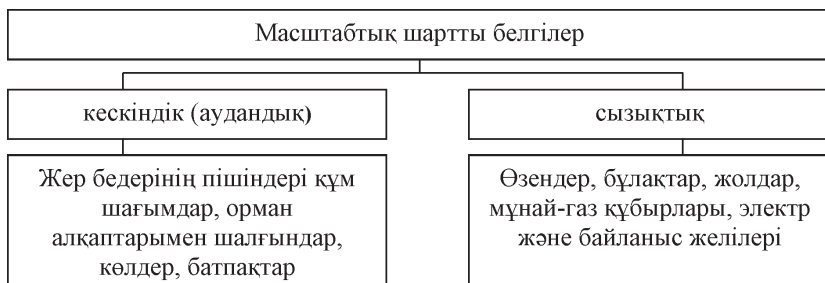 Масштабтық шартты белгілер
кескіндік (аудандық)
сызықтық
Жер бедерінің пішіндері құм
шағымдар, орман
алқаптарымен шалғындар,
көлдер, батпақтар
Өзендер, бұлақтар, жолдар,
мұнай-газ құбырлары, электр
және байланыс желілері